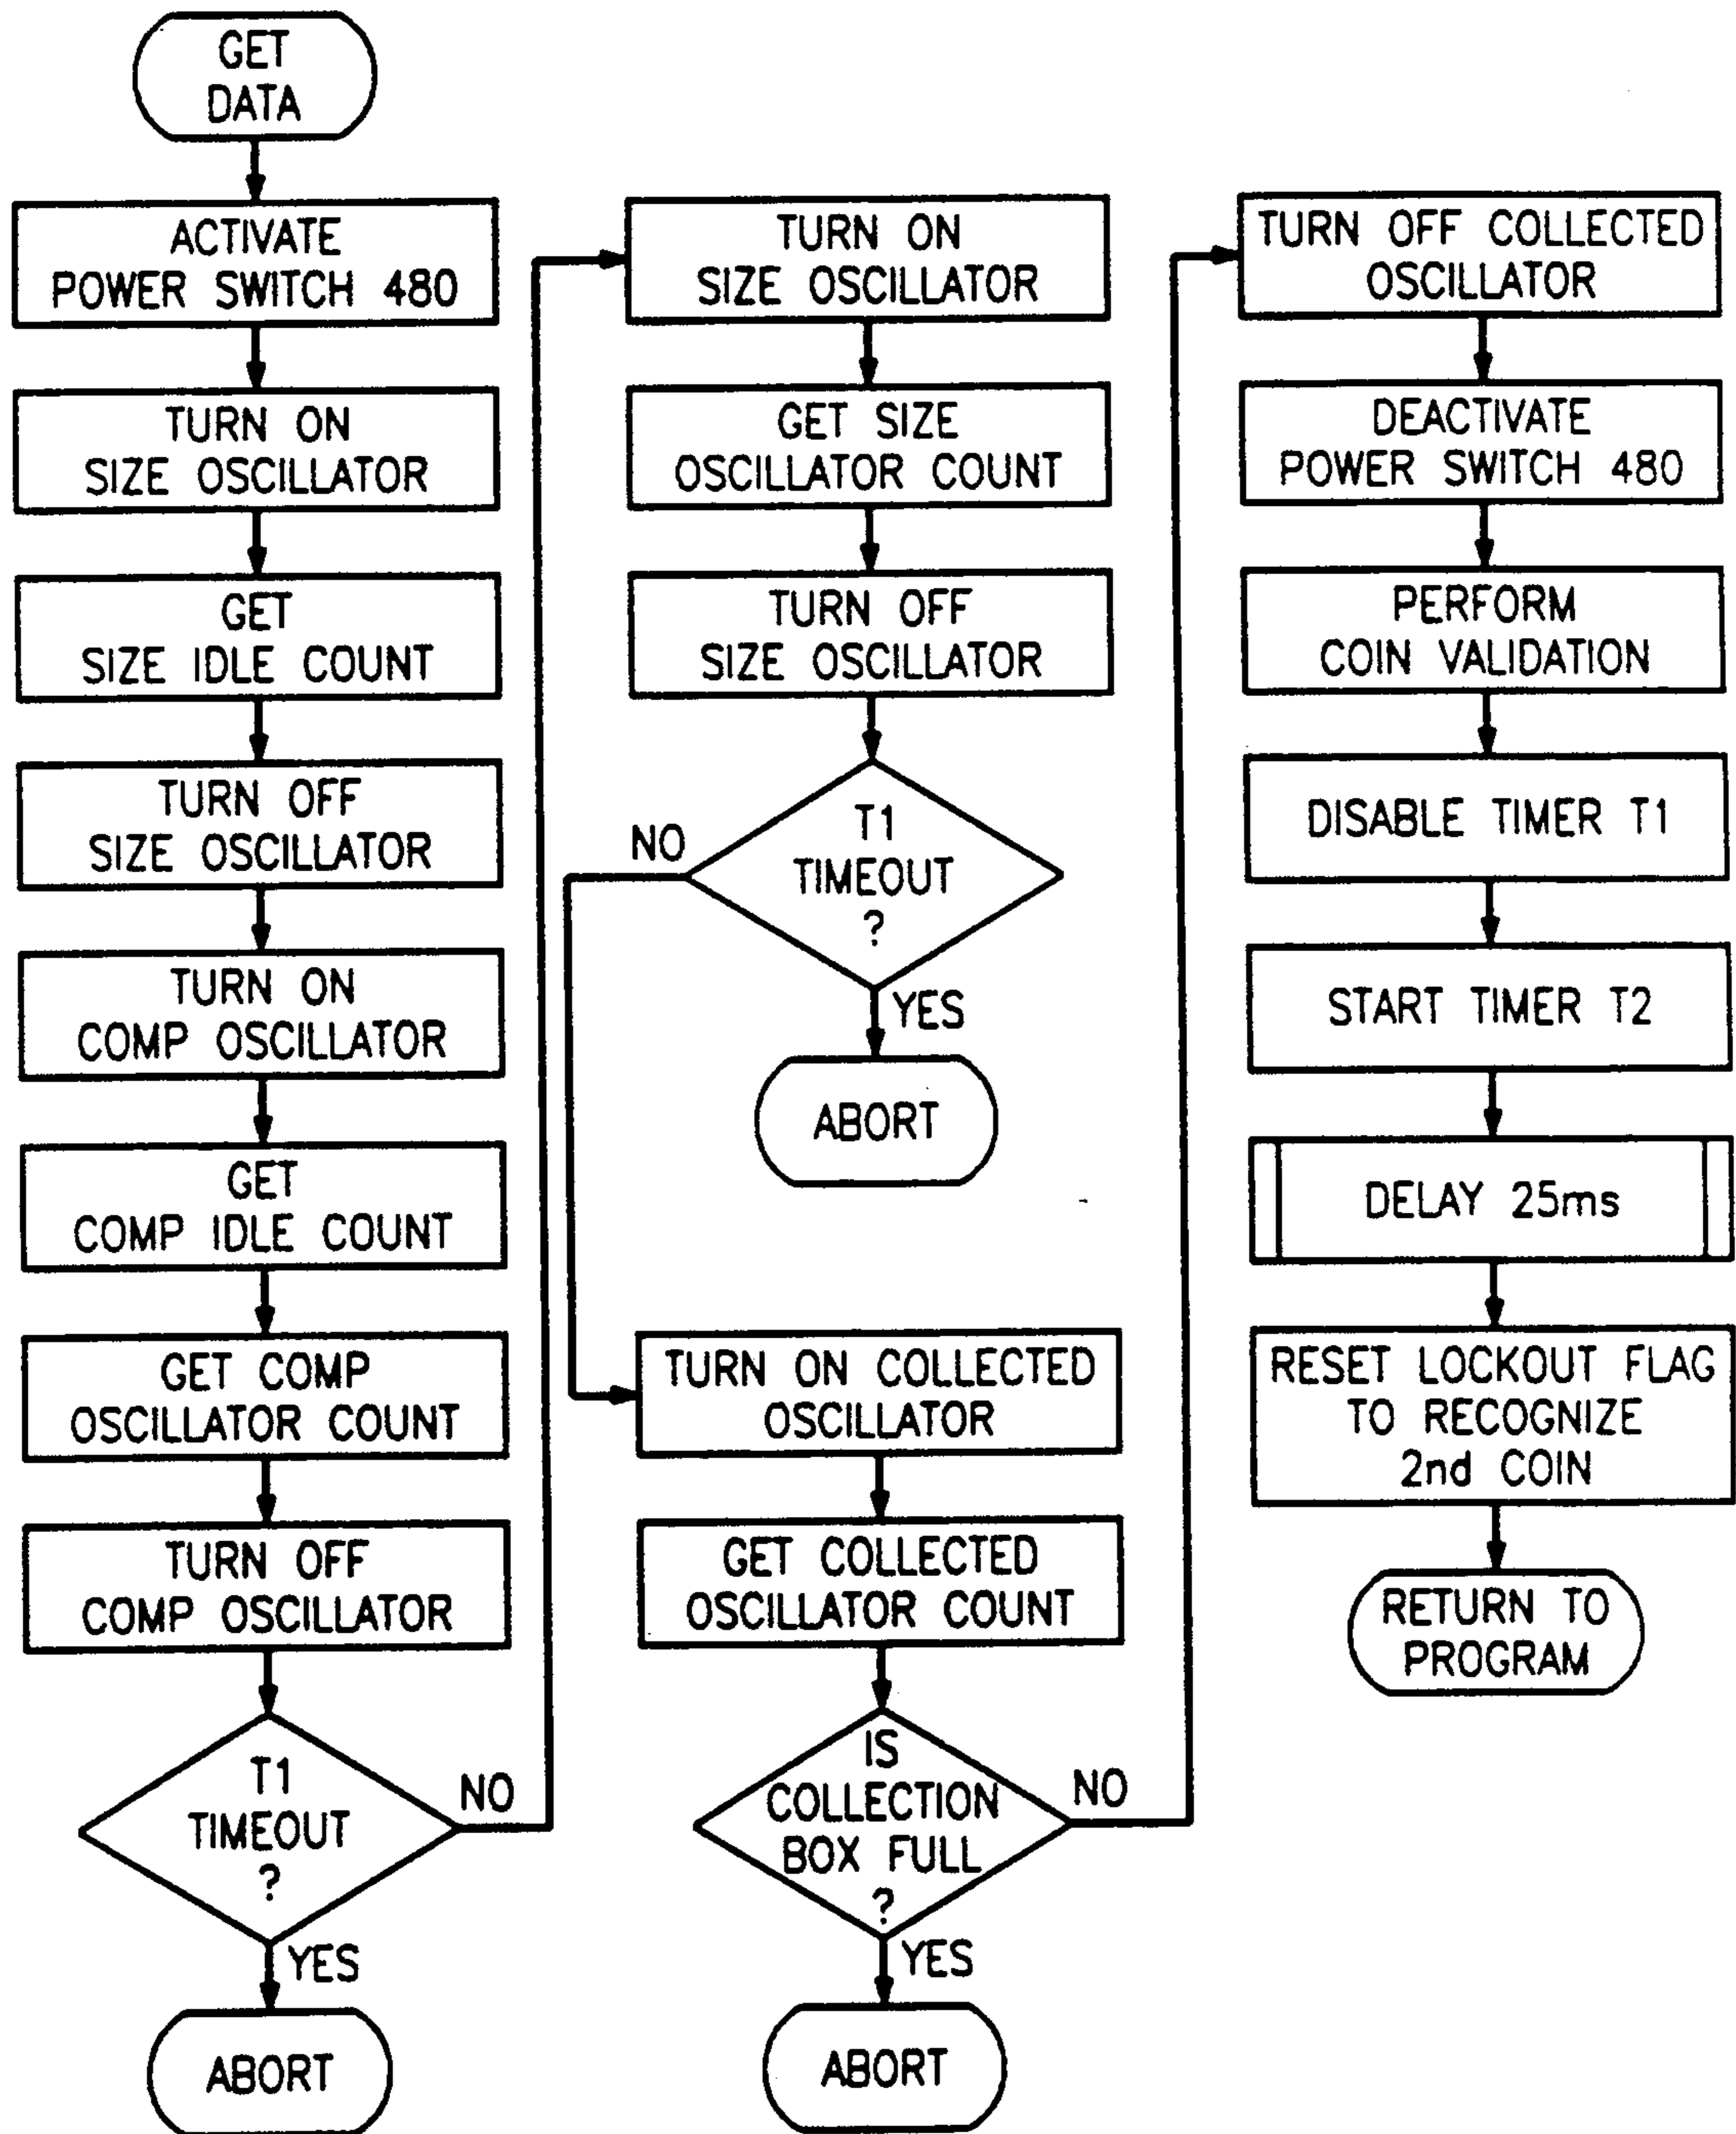 GET
DATA
ACTIVATE
POWER SWITCH 480
TURN ON
SIZE OSCILLATOR
GET
SIZE IDLE COUNT
TURN OFF
SIZE OSCILLATOR
TURN ON
COMP OSCILLATOR
GET
COMP IDLE COUNT
GET COMP
OSCILLATOR COUNT
TURN OFF
COMP OSCILLATOR
T1
TIMEOUT
?
NO
YES
ABORT
TURN ON
SIZE OSCILLATOR
GET SIZE
OSCILLATOR COUNT
TURN OFF
SIZE OSCILLATOR
T1
TIMEOUT
?
NO
YES
ABORT
TURN ON COLLECTED
OSCILLATOR
GET COLLECTED
OSCILLATOR COUNT
IS
COLLECTION
BOX FULL
?
NO
YES
ABORT
TURN OFF COLLECTED
OSCILLATOR
DEACTIVATE
POWER SWITCH 480
PERFORM
COIN VALIDATION
DISABLE TIMER T1
START TIMER T2
DELAY 25ms
RESET LOCKOUT FLAG
TO RECOGNIZE
2nd COIN
RETURN TO
PROGRAM